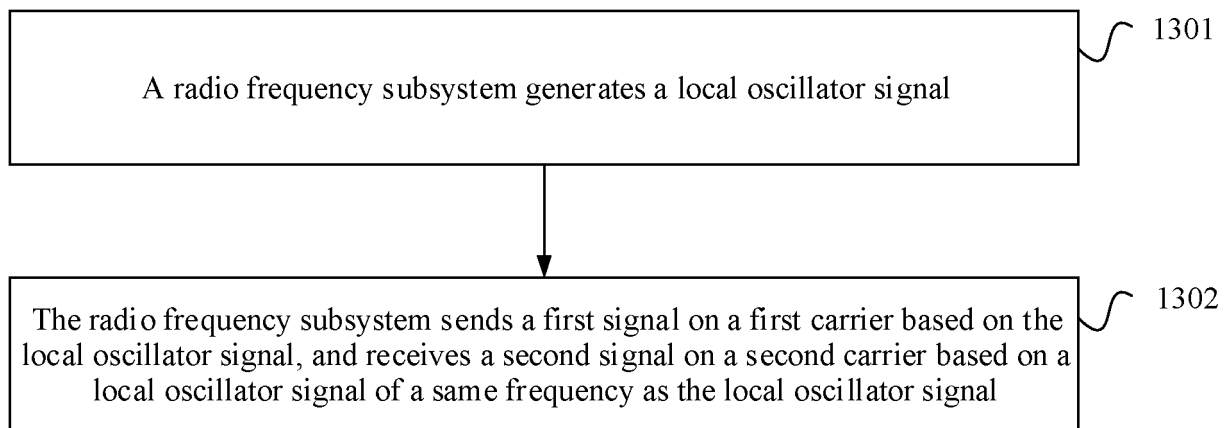 1301
A radio frequency subsystem generates a local oscillator signal
1302
The radio frequency subsystem sends a first signal on a first carrier based on the
local oscillator signal, and receives a second signal on a second carrier based on a
local oscillator signal of a same frequency as the local oscillator signal